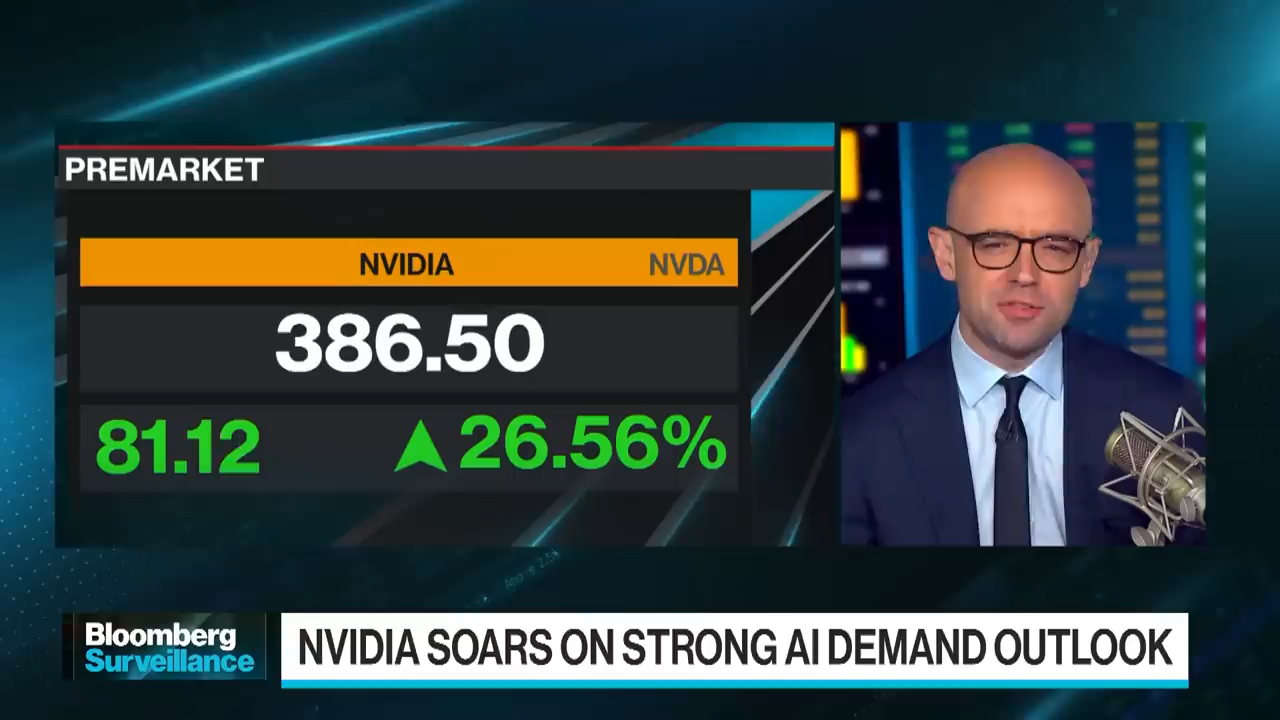 PREMARKET
NVIDIA NVDA
386.50
81.12 ▲26.56%
Bloomberg
Surveillance
NVIDIA SOARS ON STRONG AI DEMAND OUTLOOK